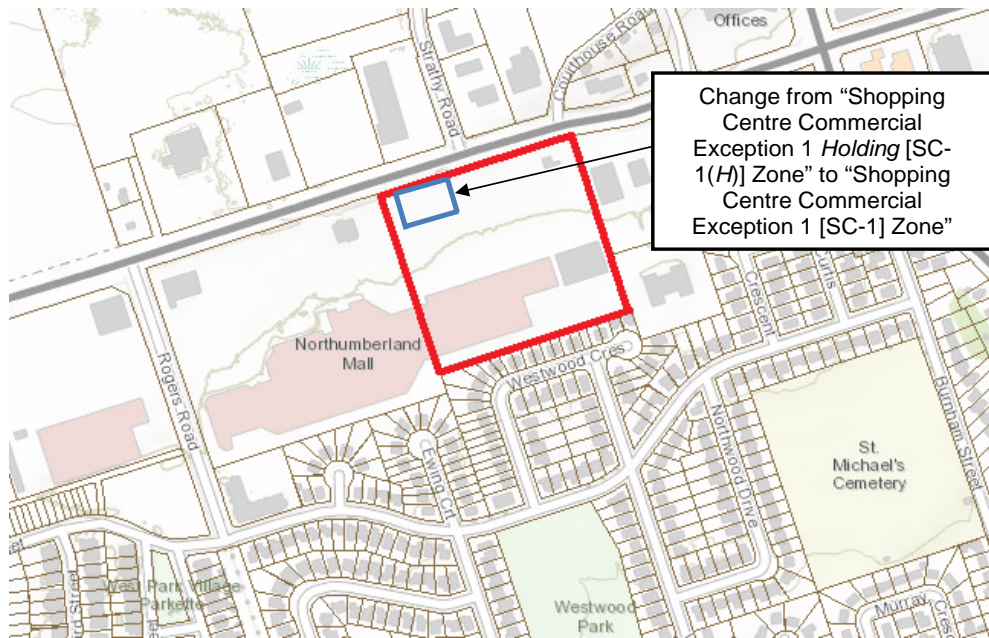 Offices
Courthouse Road
Strathy Road
Change from “Shopping
Centre Commercial
Exception 1 Holding [SC-
1(H)] Zone” to “Shopping
Centre Commercial
Exception 1 [SC-1] Zone”
Curtis
Crescent
Northumberland
Mall
Westwood Cres
Rogers Road
Burnham Street
Northwood Drive
St.
Michael's
Cemetery
Ewing Crt
West Park Village
Parkette
Westwood
Park
Murray